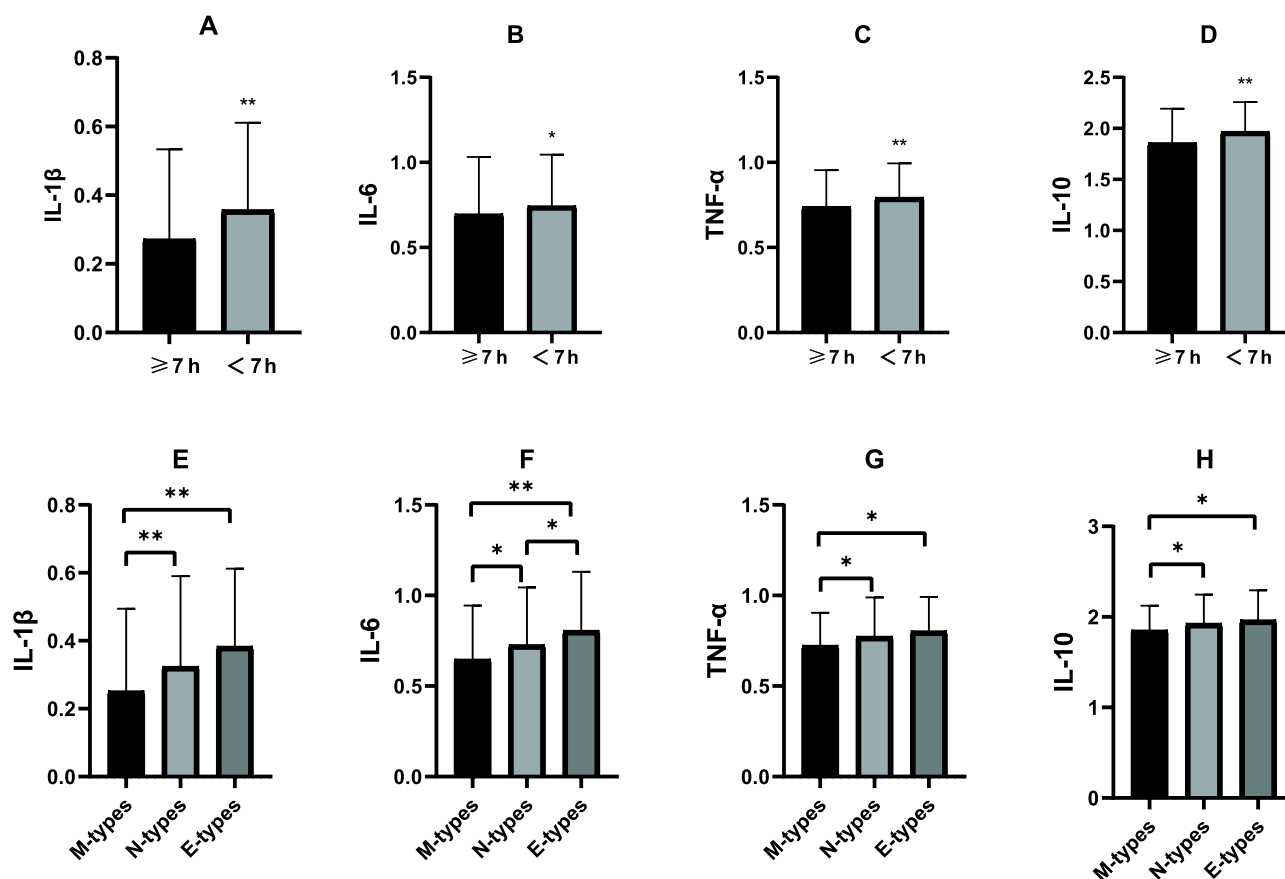 A
B
C
D
0.8
0.6
0.4
0.2
0.0
IL-1β
**
≥7 h
<7 h
1.5
1.0
0.5
0.0
IL-6
*
≥7 h
<7 h
1.5
1.0
0.5
0.0
TNF-α
**
≥7 h
<7 h
2.5
2.0
1.5
1.0
0.5
0.0
IL-10
**
≥7 h
<7 h
E
F
G
H
0.8
0.6
0.4
0.2
0.0
IL-1β
**
**
M-types
N-types
E-types
1.5
1.0
0.5
0.0
IL-6
**
*
*
M-types
N-types
E-types
1.5
1.0
0.5
0.0
TNF-α
*
*
M-types
N-types
E-types
3
2
1
0
IL-10
*
*
M-types
N-types
E-types